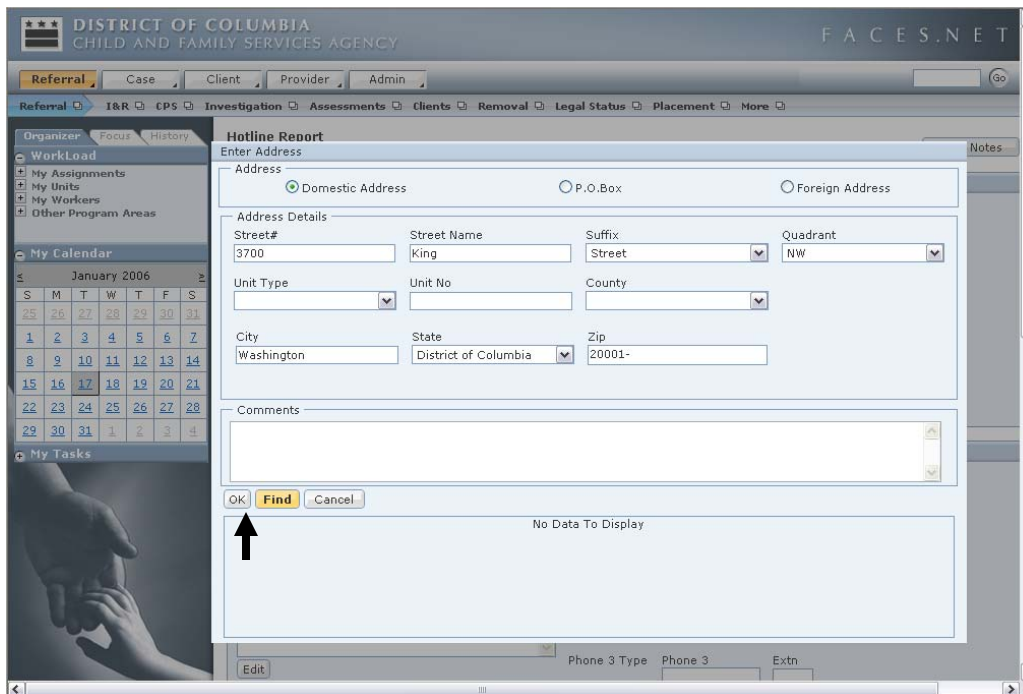 DISTRICT OF COLUMBIA
CHILD AND FAMILY SERVICES AGENCY
FACES.NET
Referral Case Client Provider Admin Go
Referral I&R CPS Investigation Assessments Clients Removal Legal Status Placement More
Organizer Focus History
WorkLoad
My Assignments
My Units
My Workers
Other Program Areas
My Calendar
< January 2006 >
S M T W T F S
25 26 27 28 29 30 31
1 2 3 4 5 6 7
8 9 10 11 12 13 14
15 16 17 18 19 20 21
22 23 24 25 26 27 28
29 30 31 1 2 3 4
My Tasks
Hotline Report
Notes
Enter Address
Address
Domestic Address P.O.Box Foreign Address
Address Details
Street# Street Name Suffix Quadrant
3700 King Street NW
Unit Type Unit No County
City State Zip
Washington District of Columbia 20001-
Comments
OK Find Cancel
No Data To Display
Phone 3 Type Phone 3 Extn
Edit